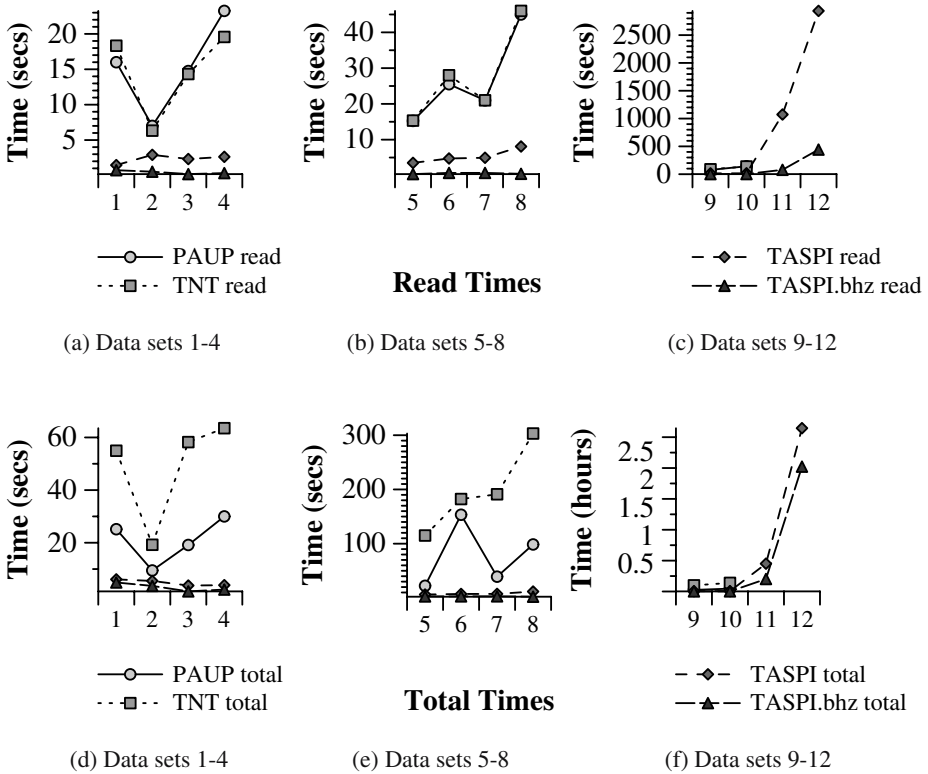 Time (secs)
20
15
10
5
1 2 3 4
Time (secs)
40
30
20
10
5 6 7 8
Time (secs)
2500
2000
1500
1000
500
0
9 10 11 12
PAUP read
TNT read
Read Times
TASPI read
TASPI.bhz read
(a) Data sets 1-4
(b) Data sets 5-8
(c) Data sets 9-12
Time (secs)
60
40
20
1 2 3 4
Time (secs)
300
200
100
5 6 7 8
Time (hours)
2.5
2
1.5
1
0.5
9 10 11 12
PAUP total
TNT total
Total Times
TASPI total
TASPI.bhz total
(d) Data sets 1-4
(e) Data sets 5-8
(f) Data sets 9-12